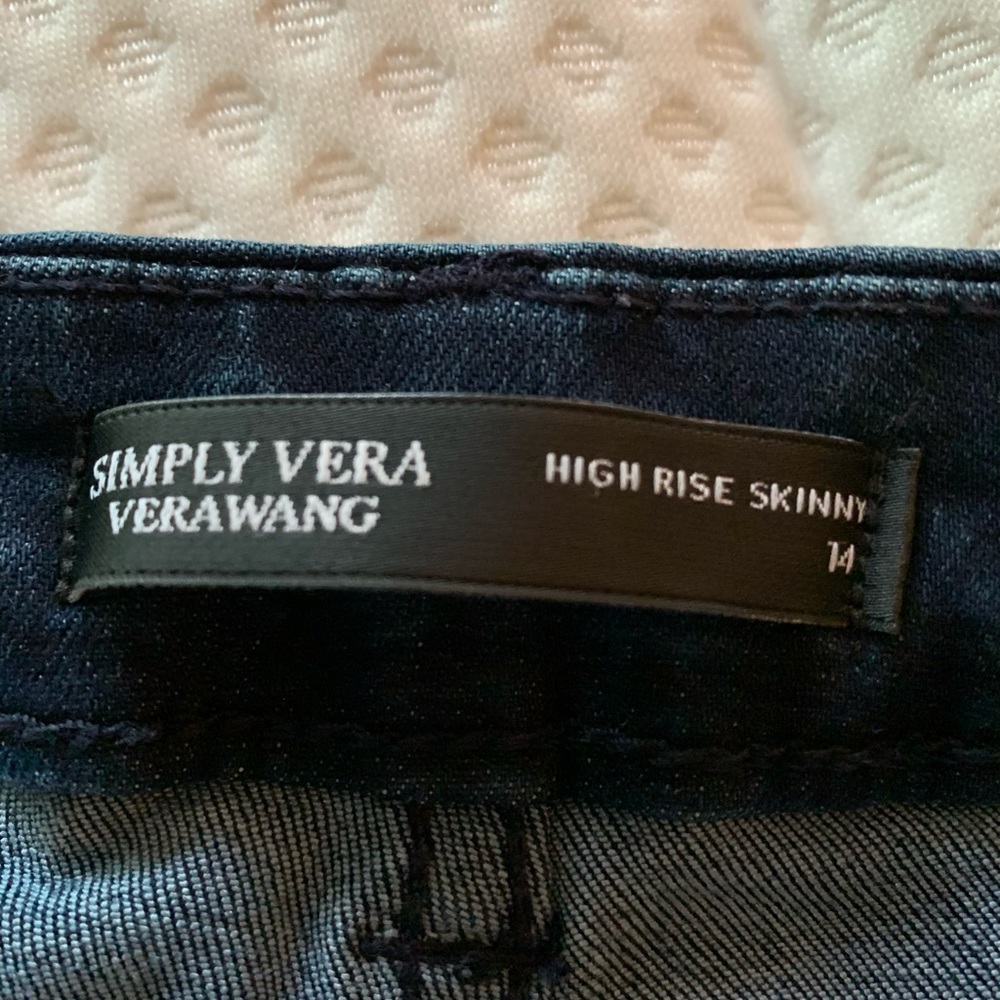 SIMPLY VERA
VERAWANG
HIGH RISE SKINNY
14